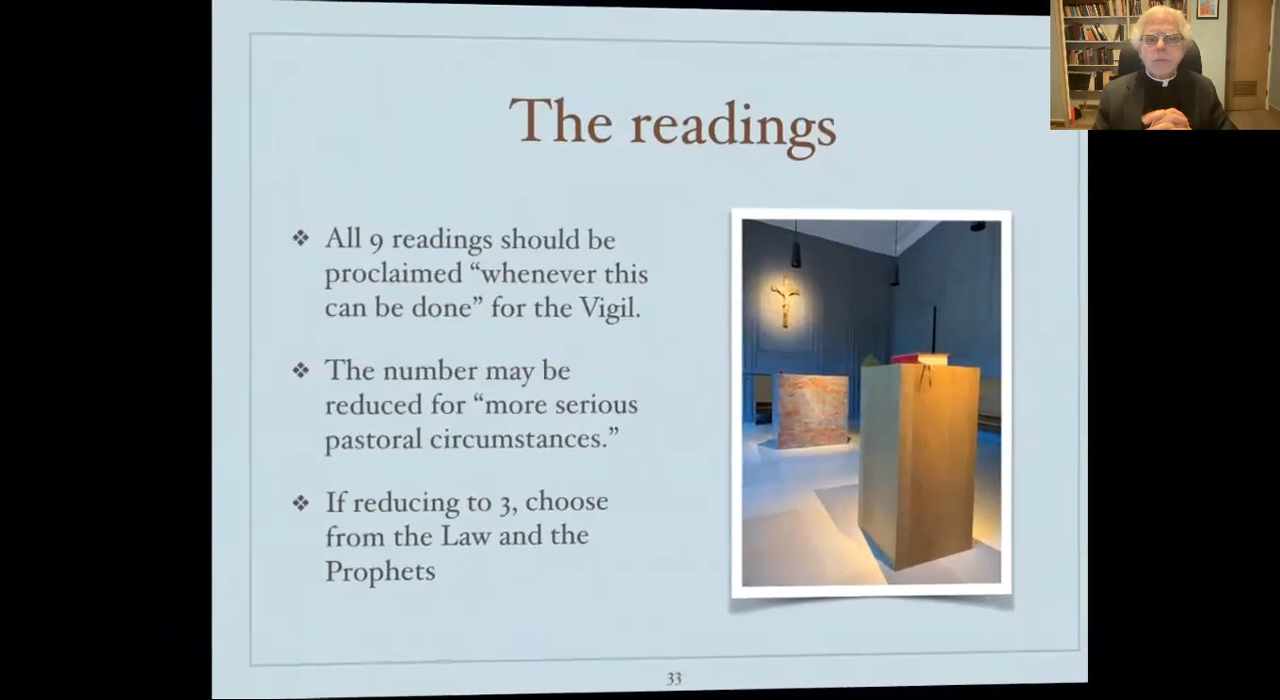 The readings
❖ All 9 readings should be
proclaimed “whenever this
can be done” for the Vigil.
❖ The number may be
reduced for “more serious
pastoral circumstances.”
❖ If reducing to 3, choose
from the Law and the
Prophets
33